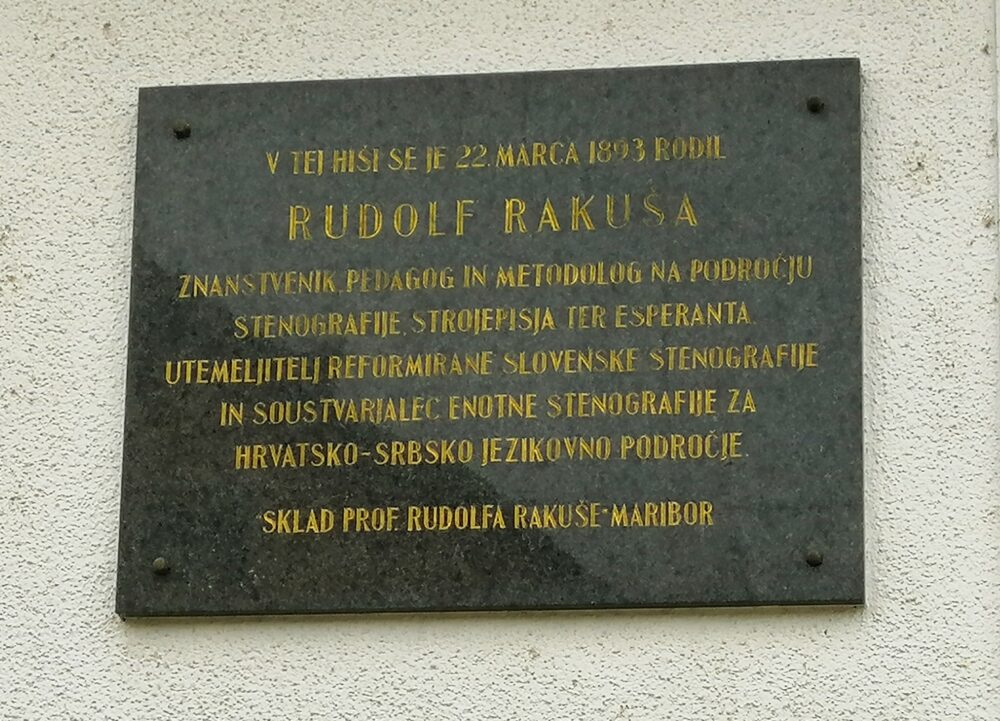 V TEJ HIŠI SE JE 22. MARCA 1893 RODIL
RUDOLF RAKUŠA
ZNANSTVENIK, PEDAGOG IN METODOLOG NA PODROČJU
STENOGRAFIJE, STROJEPISJA TER ESPERANTA.
UTEMELJITELJ REFORMIRANE SLOVENSKE STENOGRAFIJE
IN SOUSTVARJALEC ENOTNE STENOGRAFIJE ZA
HRVATSKO-SRBSKO JEZIKOVNO PODROČJE.
"SKLAD PROF. RUDOLFA RAKUŠE" MARIBOR